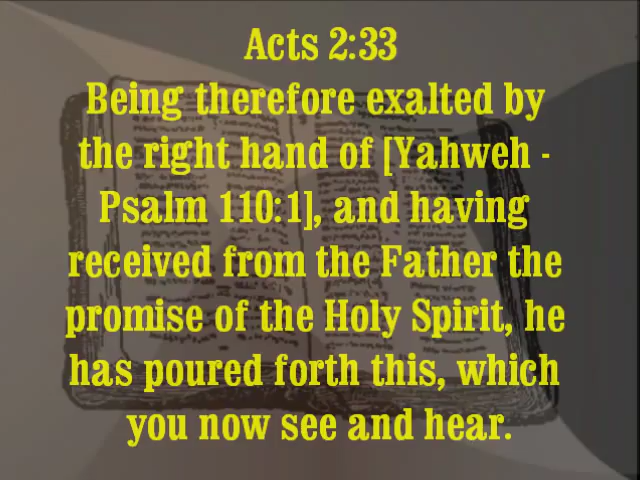 Acts 2:33
Being therefore exalted by
the right hand of [Yahweh -
Psalm 110:1], and having
received from the Father the
promise of the Holy Spirit, he
has poured forth this, which
you now see and hear.